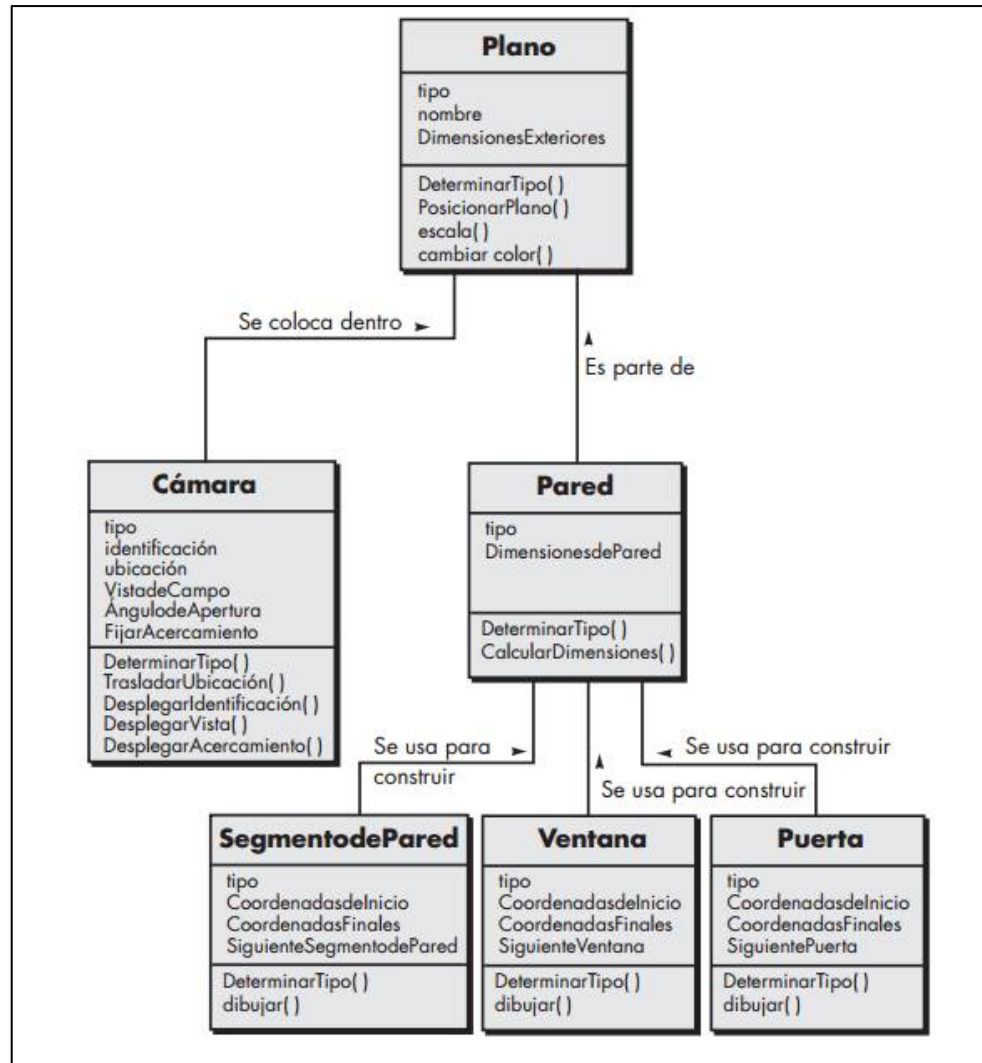 Plano
tipo
nombre
DimensionesExteriores
DeterminarTipo( )
PosicionarPlano( )
escala( )
cambiar color( )
Se coloca dentro
Es parte de
Cámara
tipo
identificación
ubicación
VistadeCampo
ÁngulodeApertura
FijarAcercamiento
DeterminarTipo( )
TrasladarUbicación( )
DesplegarIdentificación( )
DesplegarVista( )
DesplegarAcercamiento( )
Pared
tipo
DimensionesdePared
DeterminarTipo( )
CalcularDimensiones( )
Se usa para
construir
Se usa para construir
Se usa para construir
SegmentodePared
tipo
CoordenadasdeInicio
CoordenadasFinales
SiguienteSegmentodePared
DeterminarTipo( )
dibujar( )
Ventana
tipo
CoordenadasdeInicio
CoordenadasFinales
SiguienteVentana
DeterminarTipo( )
dibujar( )
Puerta
tipo
CoordenadasdeInicio
CoordenadasFinales
SiguientePuerta
DeterminarTipo( )
dibujar( )